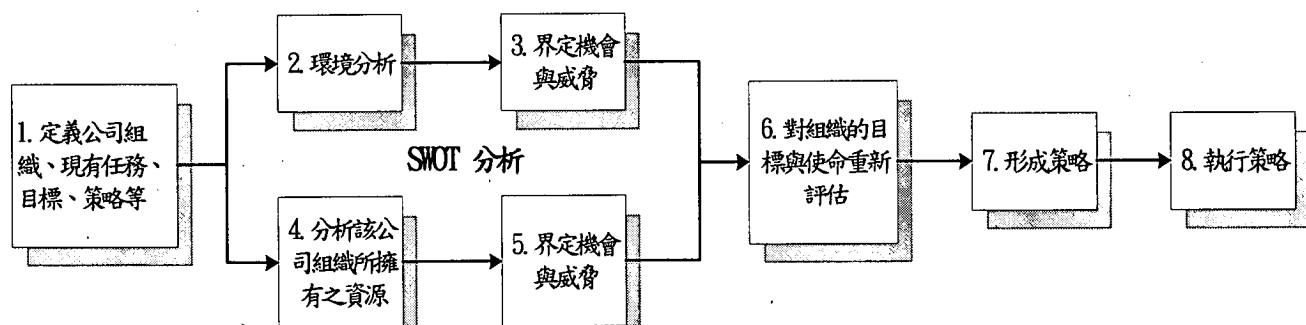 1. 定義公司組
織、現有任務、
目標、策略等
2. 環境分析
3. 界定機會
與威脅
SWOT 分析
4. 分析該公
司組織所擁
有之資源
5. 界定機會
與威脅
6. 對組織的目
標與使命重新
評估
7. 形成策略
8. 執行策略